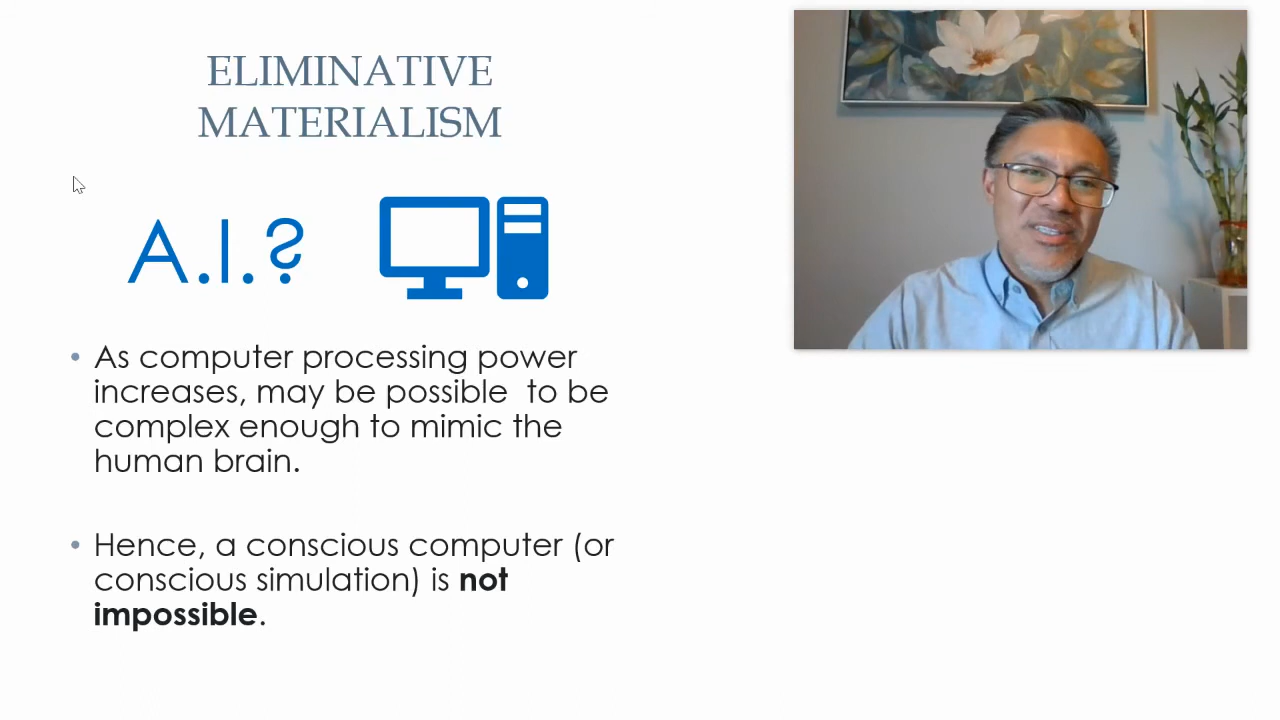 ELIMINATIVE
MATERIALISM
A.I.?
• As computer processing power
increases, may be possible  to be
complex enough to mimic the
human brain.
• Hence, a conscious computer (or
conscious simulation) is not
impossible.